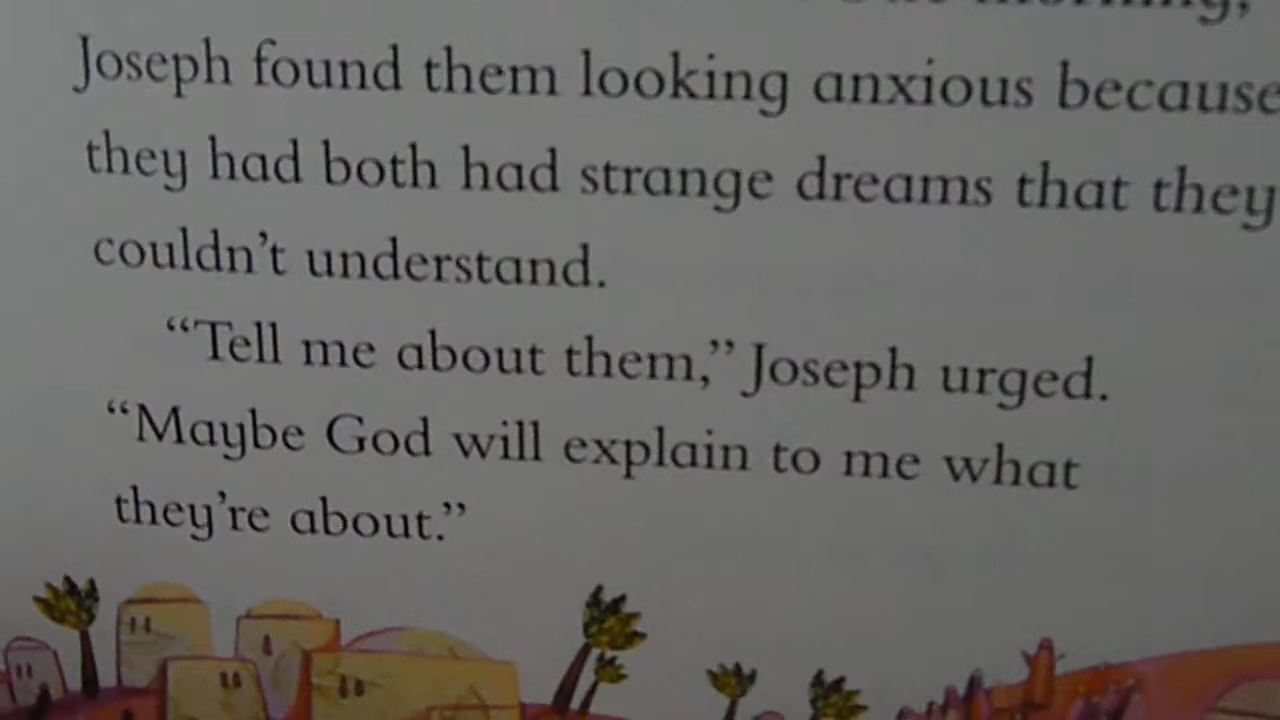 morning,
Joseph found them looking anxious because
they had both had strange dreams that they
couldn't understand.
“Tell me about them,” Joseph urged.
“Maybe God will explain to me what
they're about.”